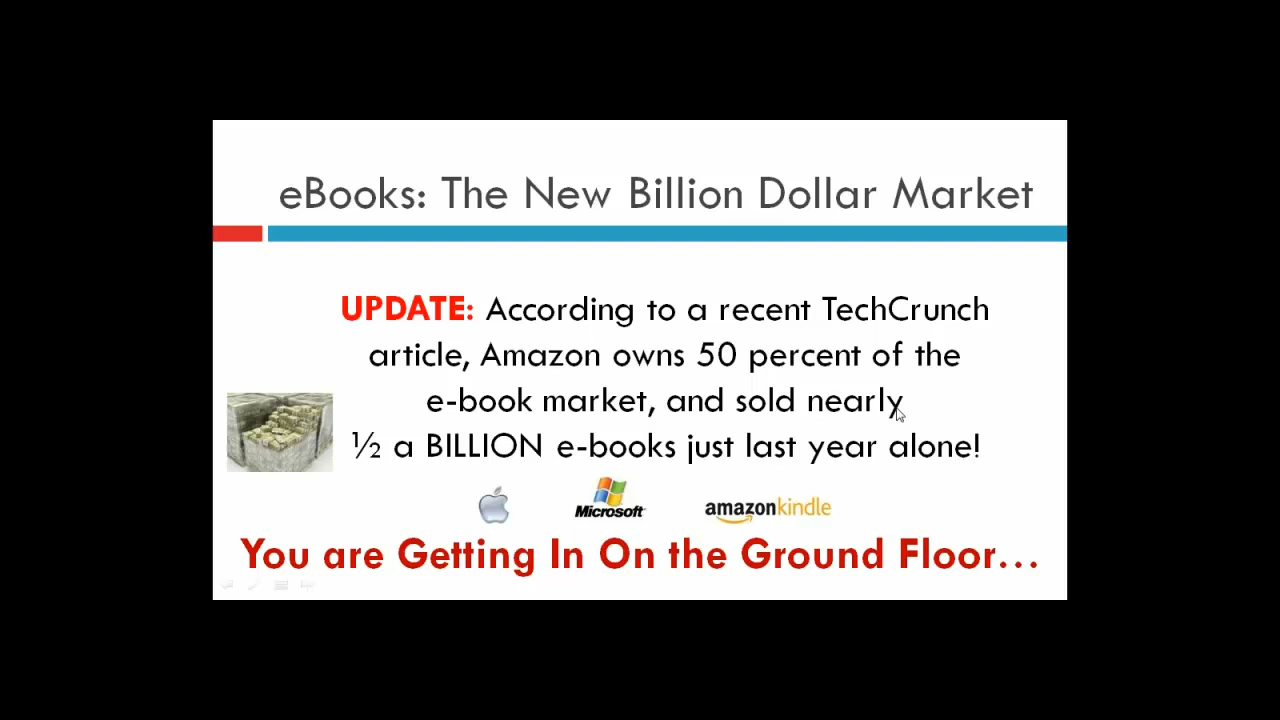 eBooks: The New Billion Dollar Market
UPDATE: According to a recent TechCrunch
article, Amazon owns 50 percent of the
e-book market, and sold nearly
½ a BILLION e-books just last year alone!
Microsoft amazonkindle
You are Getting In On the Ground Floor...